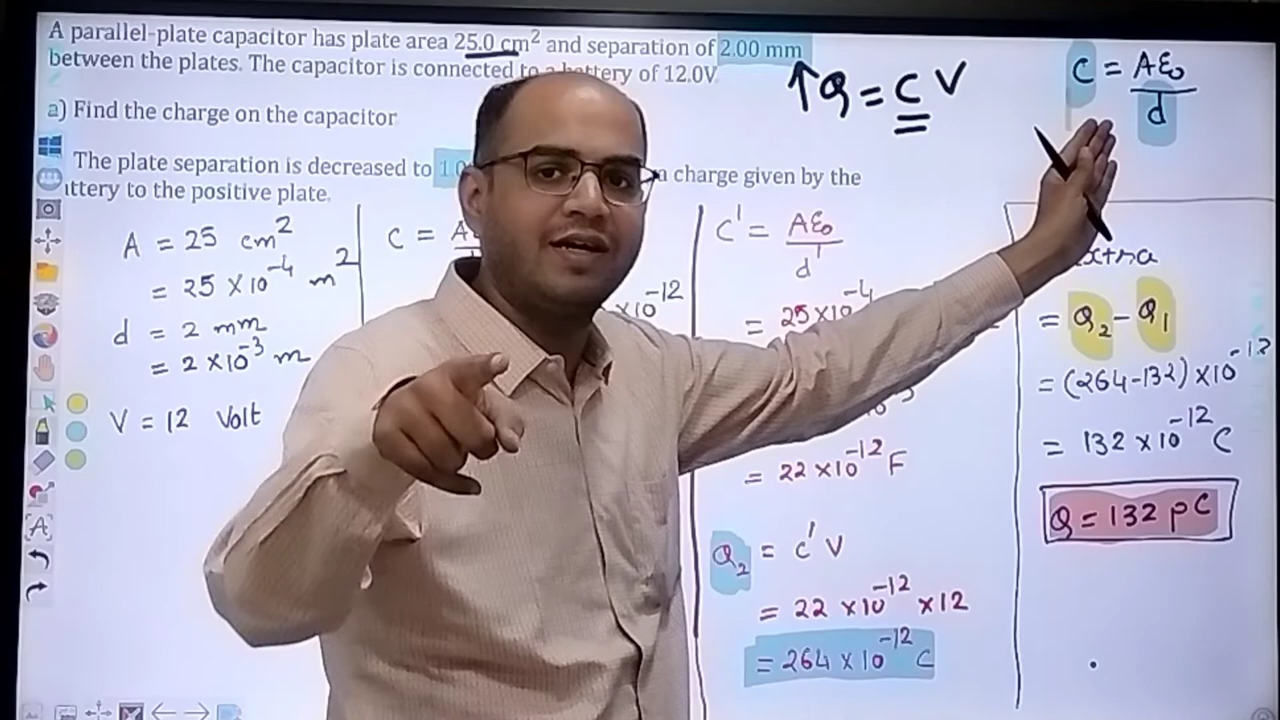 A parallel-plate capacitor has plate area 25.0 cm² and separation of 2.00 mm
between the plates. The capacitor is connected to a battery of 12.0V
a) Find the charge on the capacitor
The plate separation is decreased to 1.0 charge given by the
to the positive plate.
↑Q = C V
C = Aε₀/d
A = 25 cm²
= 25 × 10⁻⁴ m²
d = 2 mm
= 2 × 10⁻³ m
V = 12 Volt
C = A
×10⁻¹²
C' = Aε₀/d'
= 25×10⁻⁴
= 22 × 10⁻¹² F
Q₂ = C' V
= 22 × 10⁻¹² × 12
= 264 × 10⁻¹² C
= Q₂ - Q₁
= (264-132) × 10⁻¹²
= 132 × 10⁻¹² C
Q = 132 pC